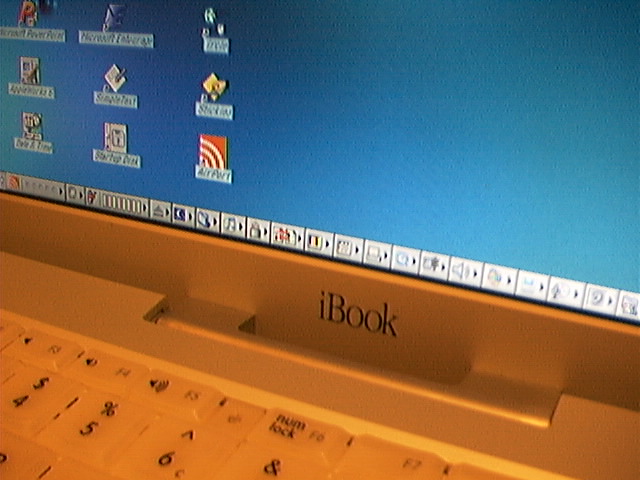 Microsoft PowerPoint
Microsoft Entourage
AppleWorks 6
SimpleText
Stickies
Date & Time
Startup Disk
AirPort
iBook
F3
F4
F5
num
lock
F6
F7
$
4
%
5
^
6
&